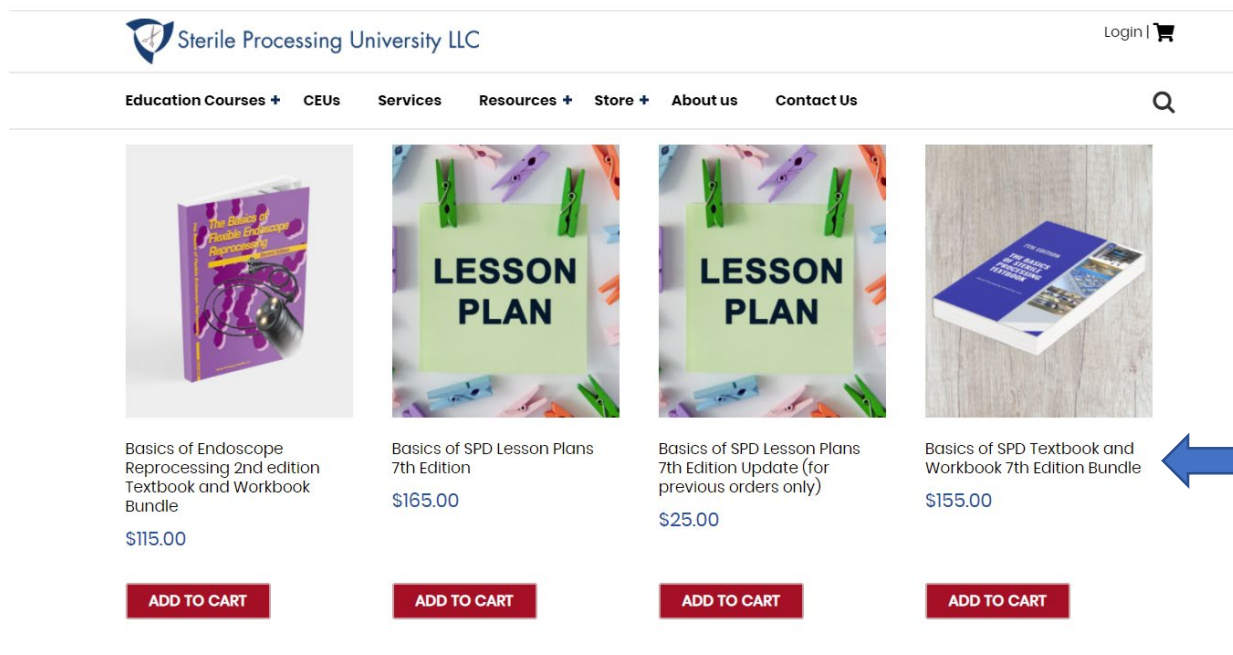 Sterile Processing University LLC
Login |
Education Courses + CEUs Services Resources + Store + About us Contact Us
The Basics of
Flexible Endoscope
Reprocessing
LESSON
PLAN
LESSON
PLAN
7TH EDITION
THE BASICS
OF STERILE
PROCESSING
TEXTBOOK
Basics of Endoscope
Reprocessing 2nd edition
Textbook and Workbook
Bundle
$115.00
ADD TO CART
Basics of SPD Lesson Plans
7th Edition
$165.00
ADD TO CART
Basics of SPD Lesson Plans
7th Edition Update (for
previous orders only)
$25.00
ADD TO CART
Basics of SPD Textbook and
Workbook 7th Edition Bundle
$155.00
ADD TO CART